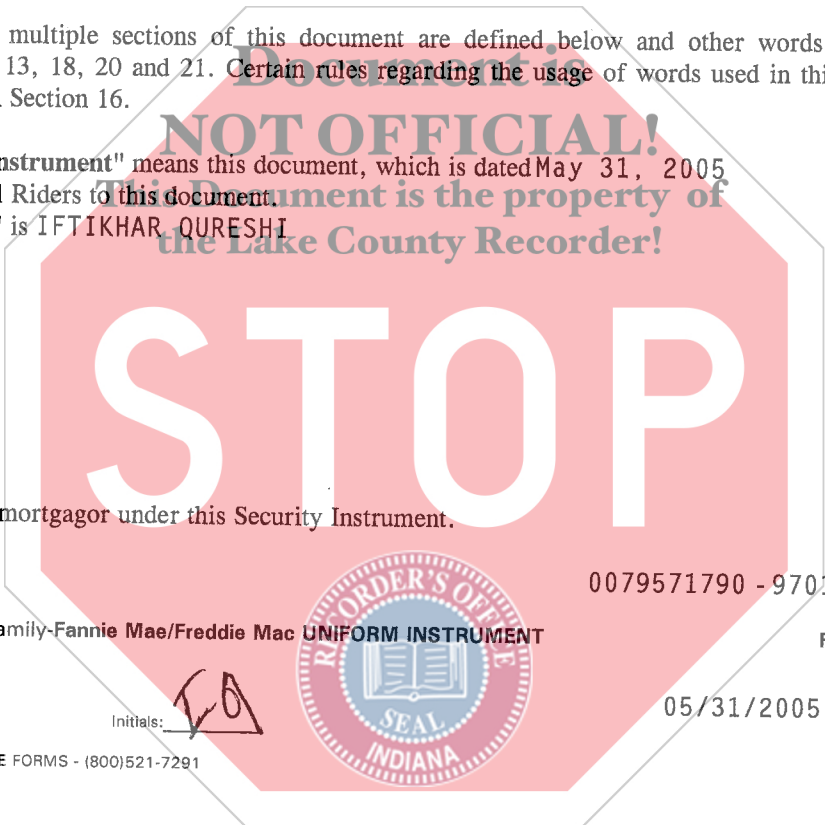 multiple sections of this document are defined below and other words
Document is
13, 18, 20 and 21. Certain rules regarding the usage of words used in thi
. Section 16.
NOT OFFICIAL!
nstrument" means this document, which is dated May 31, 2005
This Document is the property of
Riders to this document.
" is IFTIKHAR QURESHI
the Lake County Recorder!
STOP
mortgagor under this Security Instrument.
0079571790 - 9701
RECORDER'S OFFICE
amily-Fannie Mae/Freddie Mac UNIFORM INSTRUMENT
F
SEAL
Initials: IQ
05/31/2005
INDIANA
E FORMS - (800)521-7291